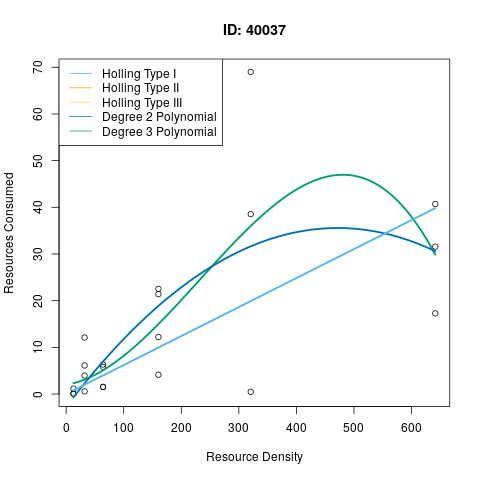 ID: 40037
Holling Type I
Holling Type II
Holling Type III
Degree 2 Polynomial
Degree 3 Polynomial
Resources Consumed
70
60
50
40
30
20
10
0
0 100 200 300 400 500 600
Resource Density